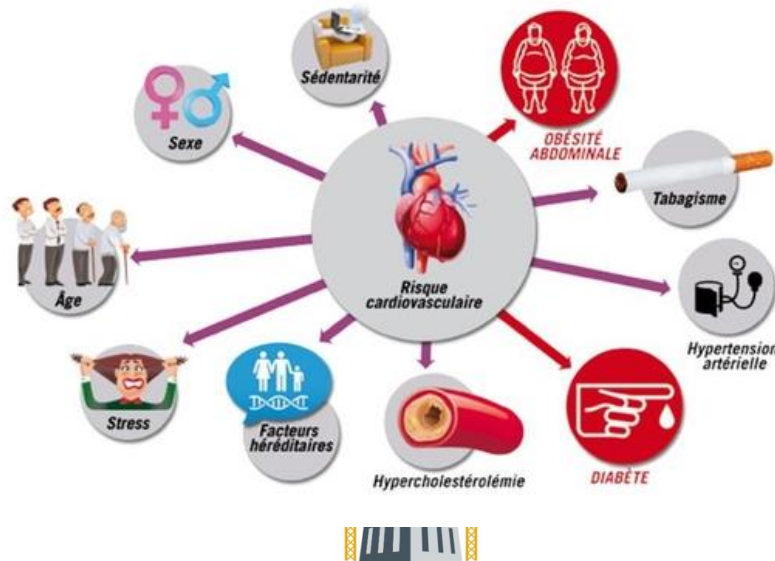 Sédentarité
OBÉSITÉ
ABDOMINALE
Sexe
Tabagisme
Âge
Risque
cardiovasculaire
Hypertension
artérielle
Stress
Facteurs
héréditaires
Hypercholestérolémie
DIABÈTE